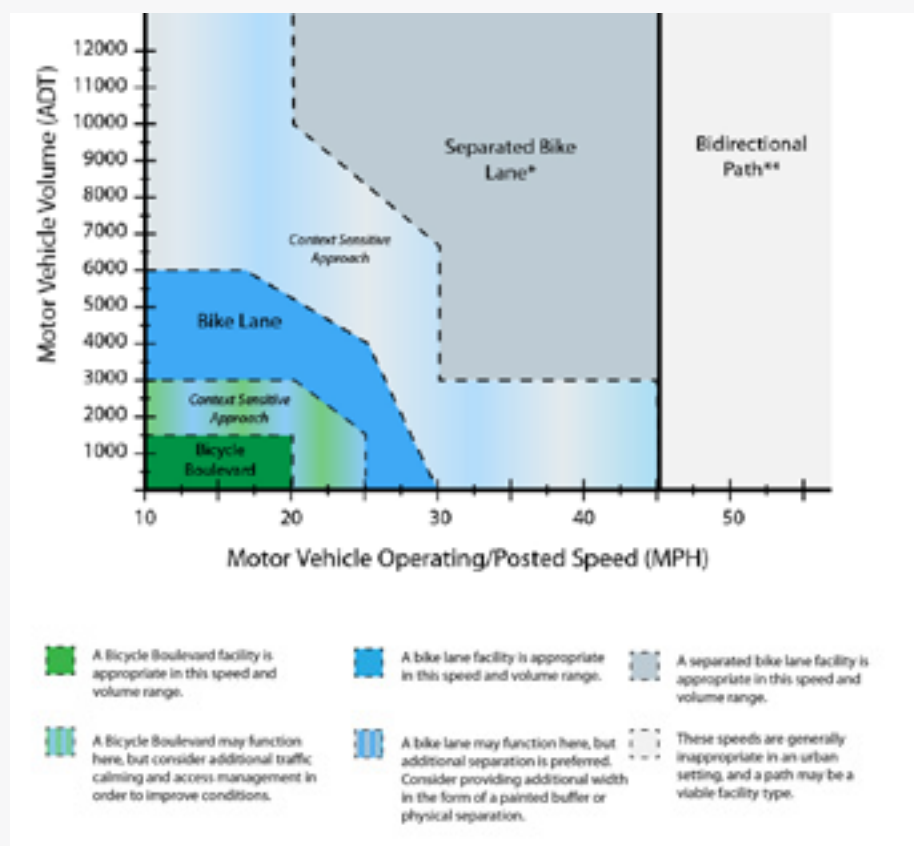 12000
11000
10000
9000
8000
7000
6000
5000
4000
3000
2000
1000
Motor Vehicle Volume (ADT)
Separated Bike
Lane*
Bidirectional
Path**
Context Sensitive
Approach
Bike Lane
Context Sensitive
Approach
Bicycle
Boulevard
10
20
30
40
50
Motor Vehicle Operating/Posted Speed (MPH)
A Bicycle Boulevard facility is
appropriate in this speed and
volume range.
A bike lane facility is appropriate
in this speed and volume range.
A separated bike lane facility is
appropriate in this speed and
volume range.
A Bicycle Boulevard may function
here, but consider additional traffic
calming and access management in
order to improve conditions.
A bike lane may function here, but
additional separation is preferred.
Consider providing additional width
in the form of a painted buffer or
physical separation.
These speeds are generally
inappropriate in an urban
setting, and a path may be a
viable facility type.